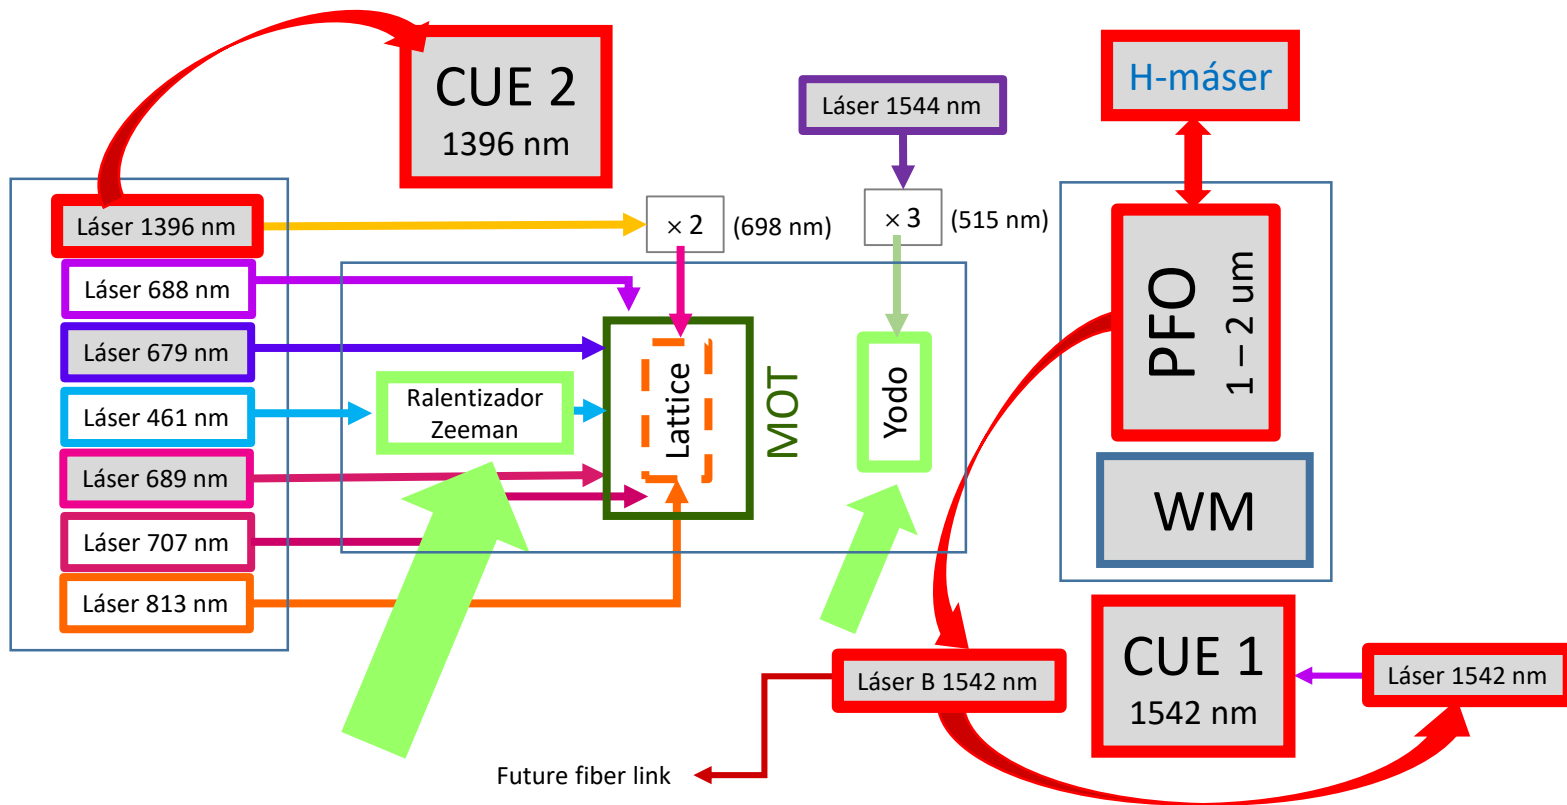 CUE 2
1396 nm
Láser 1544 nm
H-máser
Láser 1396 nm
× 2
(698 nm)
× 3
(515 nm)
Láser 688 nm
Láser 679 nm
Láser 461 nm
Láser 689 nm
Láser 707 nm
Láser 813 nm
Ralentizador
Zeeman
Lattice
MOT
Yodo
PFO
1 – 2 um
WM
CUE 1
1542 nm
Láser B 1542 nm
Láser 1542 nm
Future fiber link